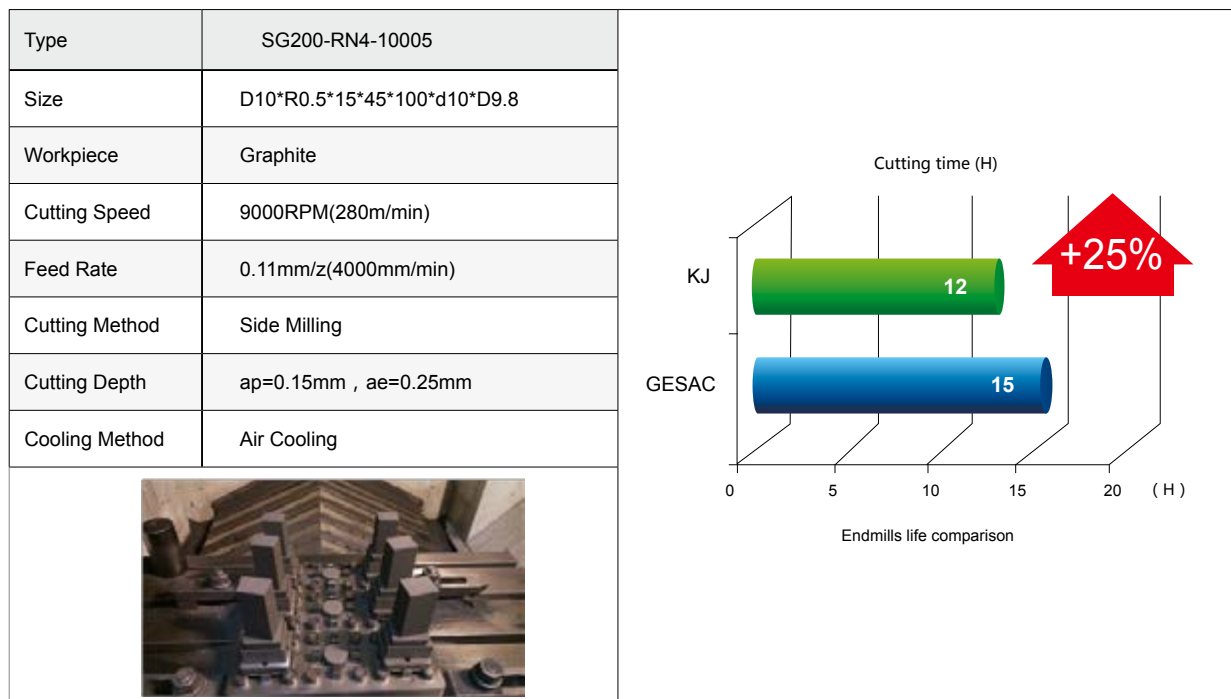 Type SG200-RN4-10005
Size D10*R0.5*15*45*100*d10*D9.8
Workpiece Graphite
Cutting Speed 9000RPM(280m/min)
Feed Rate 0.11mm/z(4000mm/min)
Cutting Method Side Milling
Cutting Depth ap=0.15mm，ae=0.25mm
Cooling Method Air Cooling
Cutting time (H)
+25%
KJ 12
GESAC 15
0 5 10 15 20 ( H )
Endmills life comparison